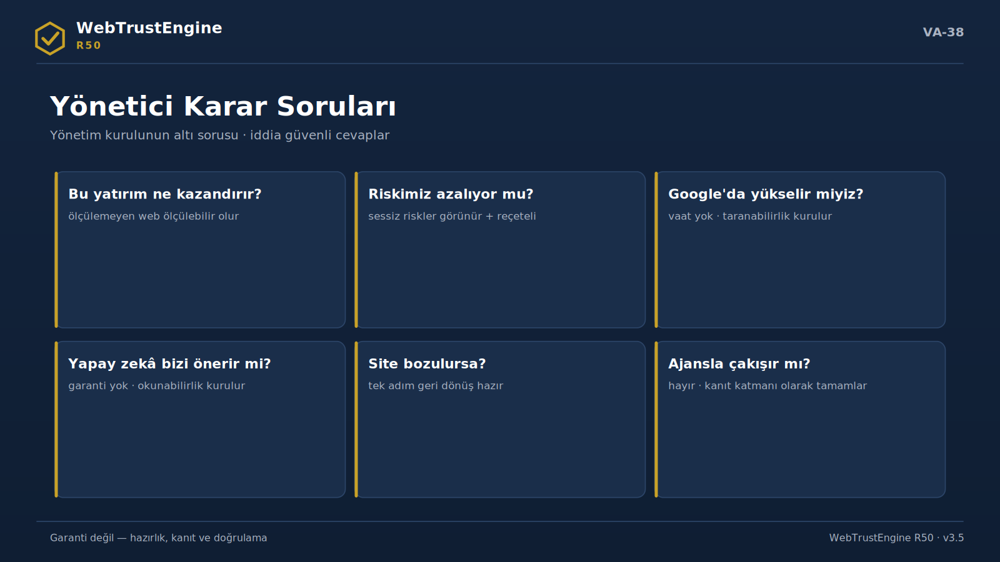 WebTrustEngine
R50
VA-38
Yönetici Karar Soruları
Yönetim kurulunun altı sorusu · iddia güvenli cevaplar
Bu yatırım ne kazandırır?
ölçülemeyen web ölçülebilir olur
Riskimiz azalıyor mu?
sessiz riskler görünür + reçeteli
Google'da yükselir miyiz?
vaat yok · taranabilirlik kurulur
Yapay zekâ bizi önerir mi?
garanti yok · okunabilirlik kurulur
Site bozulursa?
tek adım geri dönüş hazır
Ajansla çakışır mı?
hayır · kanıt katmanı olarak tamamlar
Garanti değil — hazırlık, kanıt ve doğrulama
WebTrustEngine R50 · v3.5